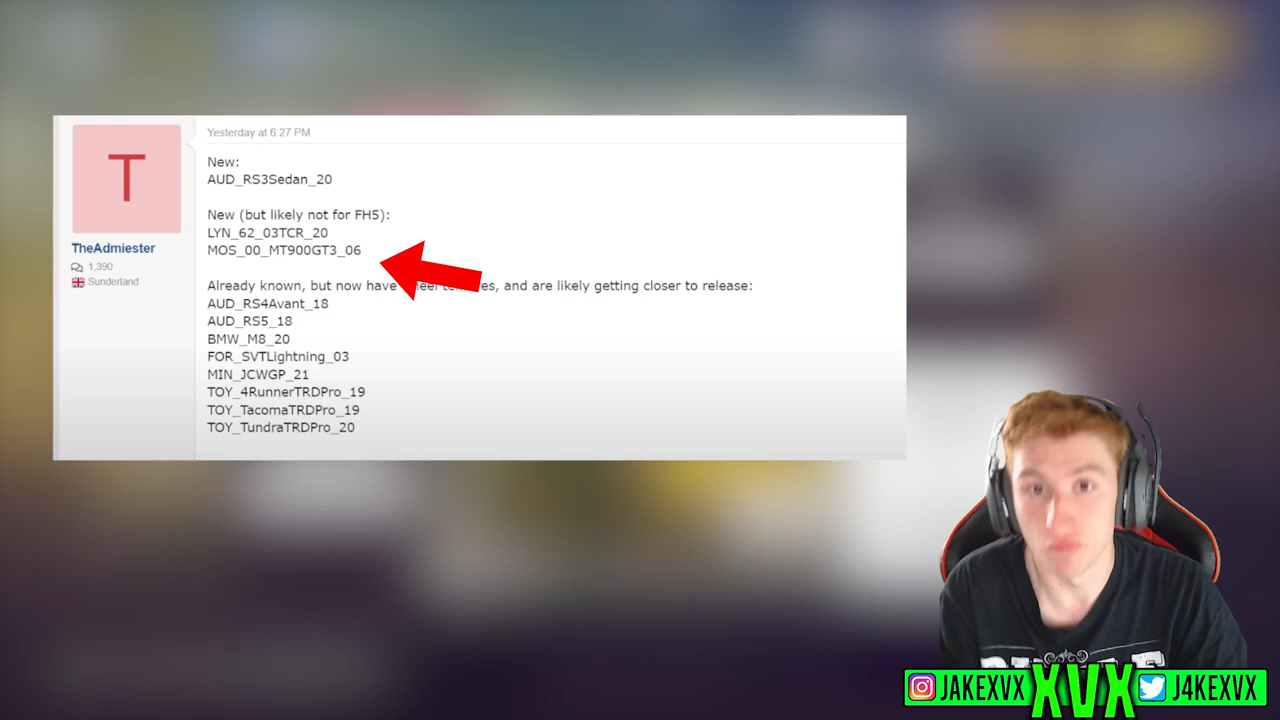 Yesterday at 6:27 PM
T
TheAdmiester
1,390
Sunderland
New:
AUD_RS3Sedan_20
New (but likely not for FH5):
LYN_62_03TCR_20
MOS_00_MT900GT3_06
Already known, but now have es, and are likely getting closer to release:
AUD_RS4Avant_18
AUD_RS5_18
BMW_M8_20
FOR_SVTLightning_03
MIN_JCWGP_21
TOY_4RunnerTRDPro_19
TOY_TacomaTRDPro_19
TOY_TundraTRDPro_20
JAKEXVX XVX J4KEXVX